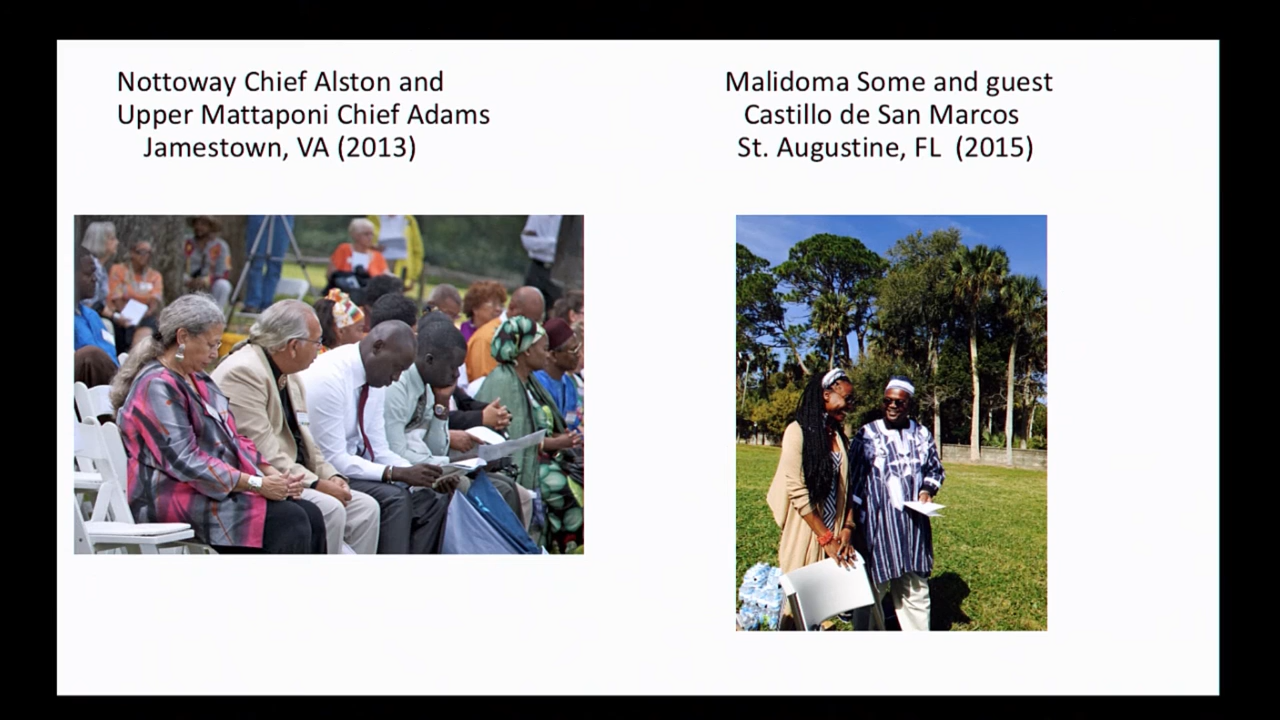 Nottoway Chief Alston and
Upper Mattaponi Chief Adams
Jamestown, VA (2013)
Malidoma Some and guest
Castillo de San Marcos
St. Augustine, FL (2015)